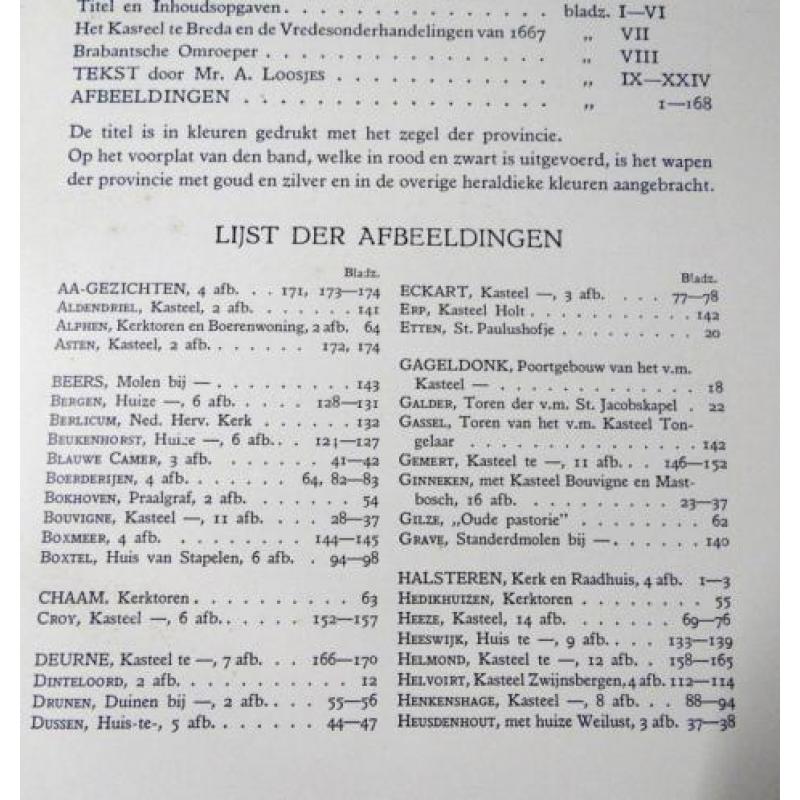 Titel en Inhoudsopgaven . . . . . . . . . . . . . . . bladz. I—VI
Het Kasteel te Breda en de Vredesonderhandelingen van 1667 „ VII
Brabantsche Omroeper . . . . . . . . . . . . . . . . „ VIII
TEKST door Mr. A. Loosjes . . . . . . . . . . . . „ IX—XXIV
AFBEELDINGEN . . . . . . . . . . . . . . . . . „ 1—168
De titel is in kleuren gedrukt met het zegel der provincie.
Op het voorplat van den band, welke in rood en zwart is uitgevoerd, is het wapen
der provincie met goud en zilver en in de overige heraldieke kleuren aangebracht.
LIJST DER AFBEELDINGEN
Bladz.
AA-GEZICHTEN, 4 afb. . . 171, 173—174
Aldendriel, Kasteel, 2 afb. . . . . . . 141
Alphen, Kerktoren en Boerenwoning, 2 afb. 64
Asten, Kasteel, 2 afb. . . . . . . 172, 174
BEERS, Molen bij — . . . . . . . . . . 143
Bergen, Huize —, 6 afb. . . . . 128—131
Berlicum, Ned. Herv. Kerk . . . . . . 132
Beukenhorst, Huize —, 6 afb. . . 121—127
Blauwe Camer, 3 afb. . . . . . . . 41—42
Boerderijen, 4 afb. . . . . . . 64, 82—83
Bokhoven, Praalgraf, 2 afb. . . . . . . 54
Bouvigne, Kasteel —, 11 afb. . . . 28—37
Boxmeer, 4 afb. . . . . . . . . 144—145
Boxtel, Huis van Stapelen, 6 afb. . 94—98
CHAAM, Kerktoren . . . . . . . . . . 63
Croy, Kasteel —, 6 afb. . . . . . 152—157
DEURNE, Kasteel te —, 7 afb. . . 166—170
Dinteloord, 2 afb. . . . . . . . . . . 12
Drunen, Duinen bij —, 2 afb. . . . 55—56
Dussen, Huis-te-, 5 afb. . . . . . . 44—47
Bladz.
ECKART, Kasteel —, 3 afb. . . . 77—78
Erp, Kasteel Holt . . . . . . . . . . 142
Etten, St. Paulushofje . . . . . . . . 20
GAGELDONK, Poortgebouw van het v.m.
Kasteel — . . . . . . . . . . . . . 18
Galder, Toren der v.m. St. Jacobskapel . 22
Gassel, Toren van het v.m. Kasteel Ton-
gelaar . . . . . . . . . . . . . . 142
Gemert, Kasteel te —, 11 afb. . . 146—152
Ginneken, met Kasteel Bouvigne en Mast-
bosch, 16 afb. . . . . . . . . . 23—37
Gilze, „Oude pastorie” . . . . . . . . 62
Grave, Standerdmolen bij — . . . . . . 140
HALSTEREN, Kerk en Raadhuis, 4 afb. 1—3
Hedikhuizen, Kerktoren . . . . . . . . 55
Heeze, Kasteel, 14 afb. . . . . . 69—76
Heeswijk, Huis te —, 9 afb. . . . 133—139
Helmond, Kasteel te —, 12 afb. . 158—165
Helvoirt, Kasteel Zwijnsbergen, 4 afb. 112—114
Henkenshage, Kasteel —, 8 afb. . . 88—94
Heusdenhout, met huize Weilust, 3 afb. 37—38